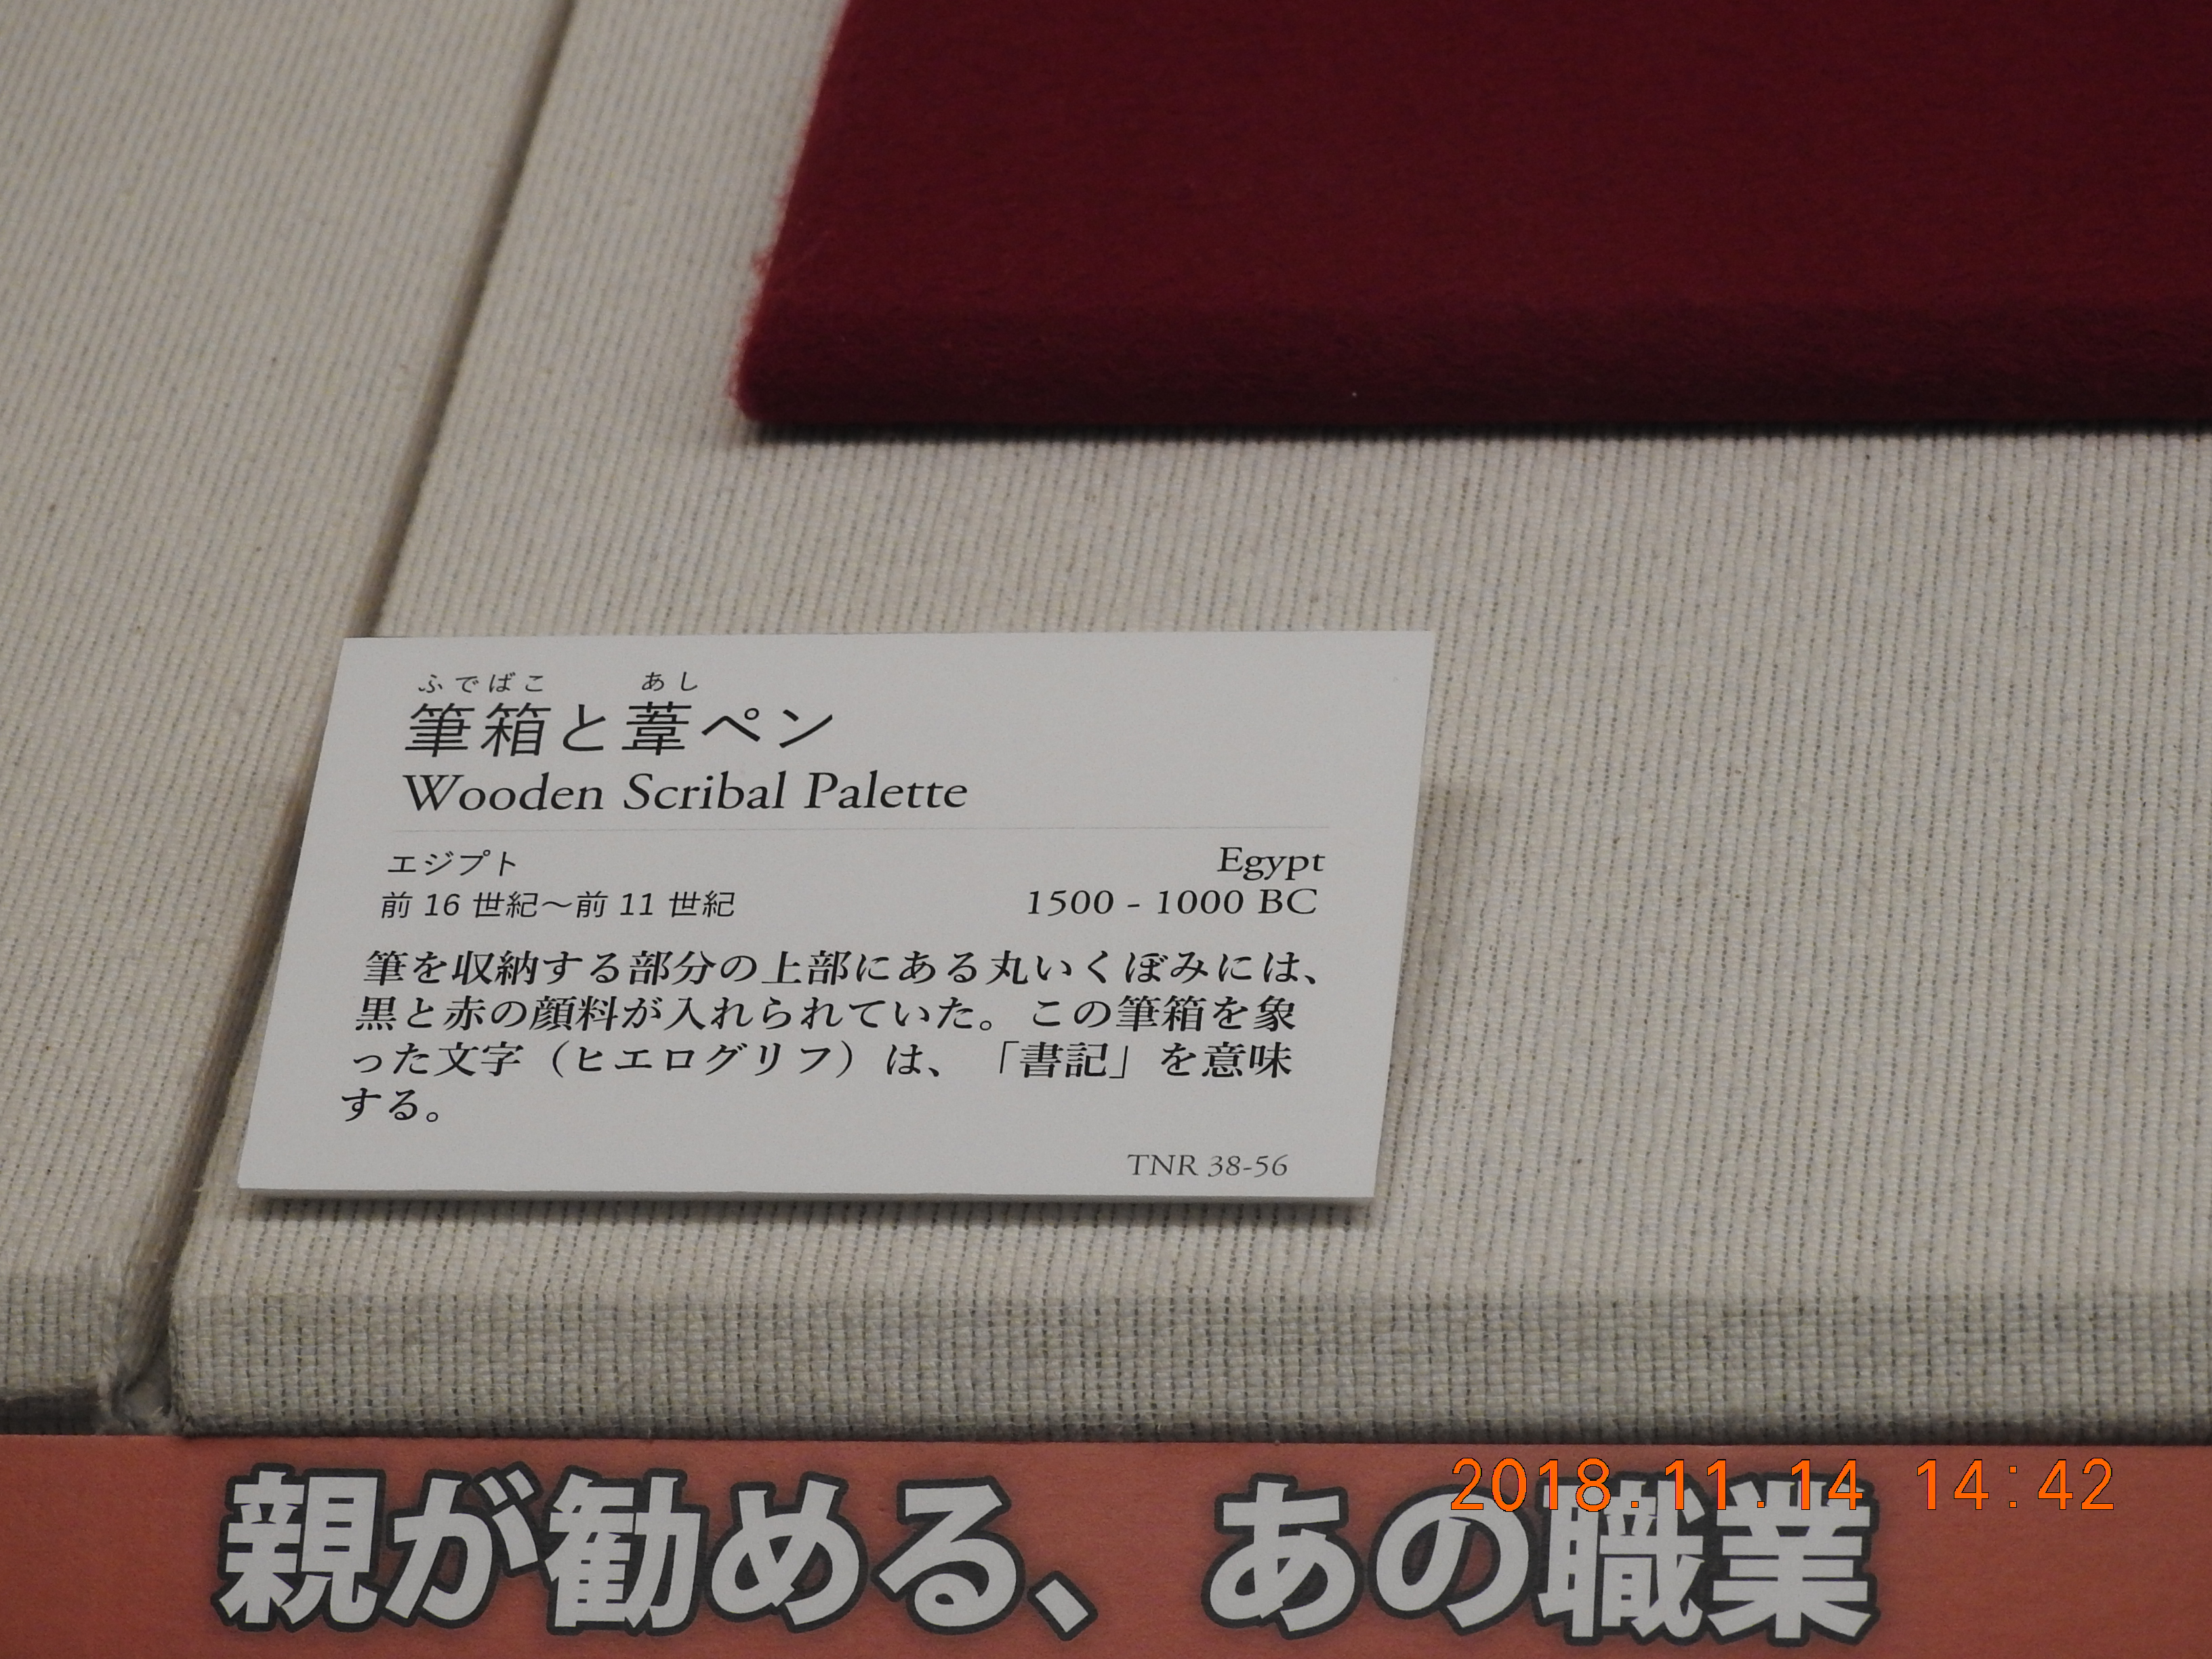 ふでばこ あし
筆箱と葦ペン
Wooden Scribal Palette
エジプト Egypt
前 16 世紀～前 11 世紀 1500 - 1000 BC
筆を収納する部分の上部にある丸いくぼみには、
黒と赤の顔料が入れられていた。この筆箱を象
った文字（ヒエログリフ）は、「書記」を意味
する。
TNR 38-56
2018.11.14 14:42
親が勧める、あの職業